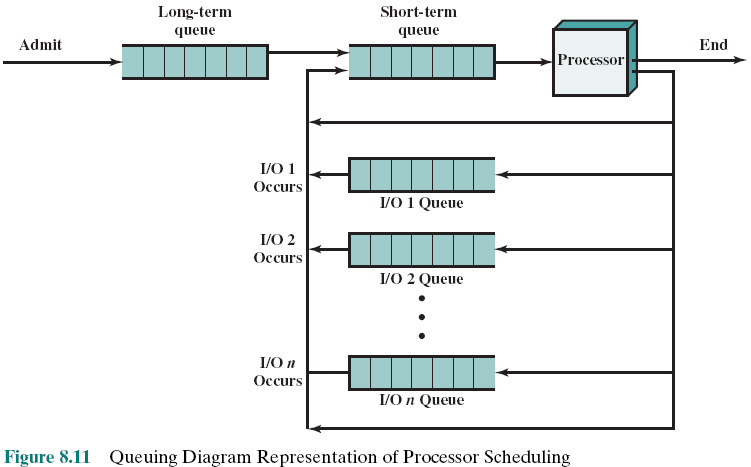 Long-term
queue
Short-term
queue
Admit
Processor
End
I/O 1
Occurs
I/O 1 Queue
I/O 2
Occurs
I/O 2 Queue
I/O n
Occurs
I/O n Queue
Figure 8.11 Queuing Diagram Representation of Processor Scheduling